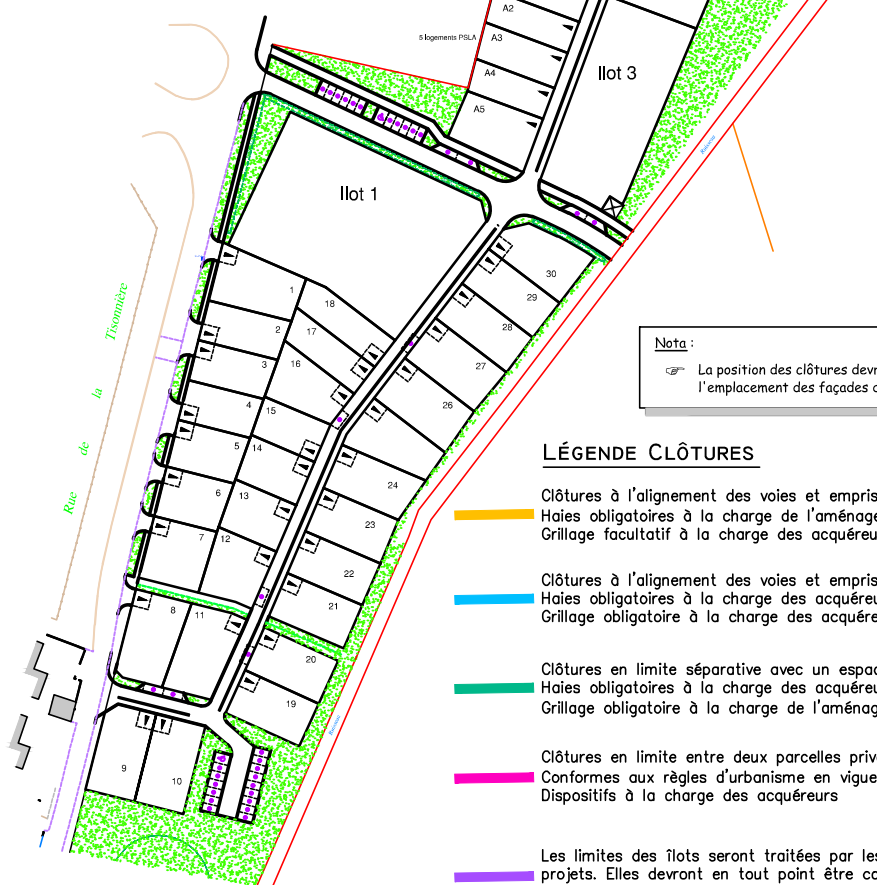 A2
5 logements PSLA
A3
A4
A5
Ilot 3
Ruisseau
Ilot 1
30
29
28
27
26
1
18
2
17
3
16
4
15
5
14
24
6
13
23
7
12
22
8
11
21
20
19
9
10
Ruisseau
Rue de la Tisonnière
Nota :
☞ La position des clôtures dev
l'emplacement des façades
LÉGENDE CLÔTURES
Clôtures à l'alignement des voies et empris
Haies obligatoires à la charge de l'aménage
Grillage facultatif à la charge des acquéreu
Clôtures à l'alignement des voies et empris
Haies obligatoires à la charge des acquéreu
Grillage obligatoire à la charge des acquére
Clôtures en limite séparative avec un espac
Haies obligatoires à la charge des acquéreu
Grillage obligatoire à la charge de l'aménag
Clôtures en limite entre deux parcelles priv
Conformes aux règles d'urbanisme en vigue
Dispositifs à la charge des acquéreurs
Les limites des îlots seront traitées par les
projets. Elles devront en tout point être co